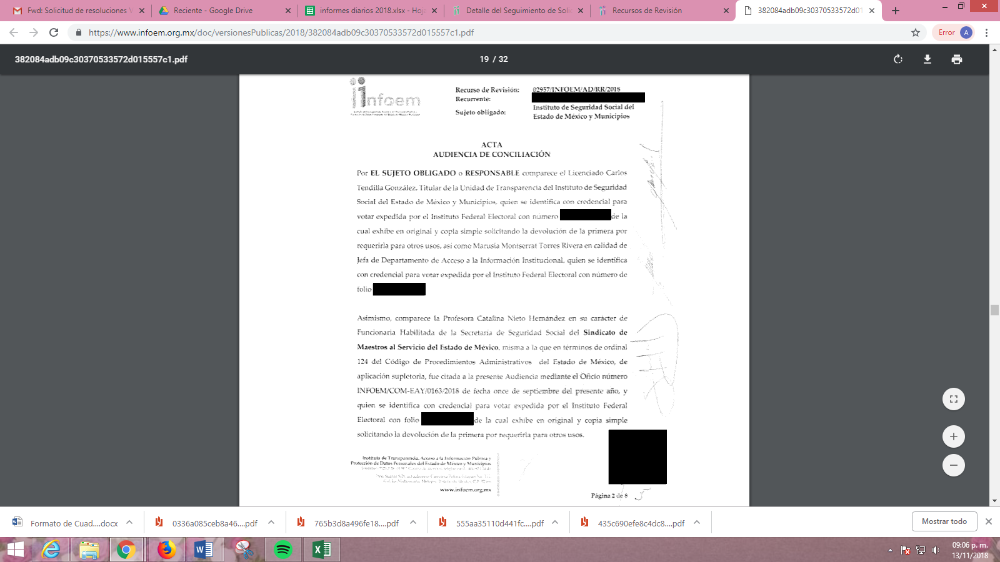 Fwd: Solicitud de resoluciones V
Reciente - Google Drive
informes diarios 2018.xlsx - Hoja
Detalle del Seguimiento de Solic
Recursos de Revisión
382084adb09c30370533572d01
https://www.infoem.org.mx/doc/versionesPublicas/2018/382084adb09c30370533572d015557c1.pdf
Error A
382084adb09c30370533572d015557c1.pdf
19 / 32
infoem
Recurso de Revisión: 02957/INFOEM/AD/RR/2018
Recurrente:
Sujeto obligado: Instituto de Seguridad Social del
Estado de México y Municipios
ACTA
AUDIENCIA DE CONCILIACIÓN
Por EL SUJETO OBLIGADO o RESPONSABLE comparece el Licenciado Carlos
Tendilla González, Titular de la Unidad de Transparencia del Instituto de Seguridad
Social del Estado de México y Municipios, quien se identifica con credencial para
votar expedida por el Instituto Federal Electoral con número de la
cual exhibe en original y copia simple solicitando la devolución de la primera por
requerirla para otros usos, así como Marusia Montserrat Torres Rivera en calidad de
Jefa de Departamento de Acceso a la Información Institucional, quien se identifica
con credencial para votar expedida por el Instituto Federal Electoral con número de
folio
Asimismo, comparece la Profesora Catalina Nieto Hernández en su carácter de
Funcionaria Habilitada de la Secretaría de Seguridad Social del Sindicato de
Maestros al Servicio del Estado de México, misma a la que en términos de ordinal
124 del Código de Procedimientos Administrativos del Estado de México, de
aplicación supletoria, fue citada a la presente Audiencia mediante el Oficio número
INFOEM/COM-EAY/0163/2018 de fecha once de septiembre del presente año, y
quien se identifica con credencial para votar expedida por el Instituto Federal
Electoral con folio de la cual exhibe en original y copia simple
solicitando la devolución de la primera por requerirla para otros usos.
Instituto de Transparencia, Acceso a la Información Pública y
Protección de Datos Personales del Estado de México y Municipios
www.infoem.org.mx
Página 2 de 8
Formato de Cuad....docx
0336a085ceb8a46....pdf
765b3d8a496fe18....pdf
555aa35110d441fc....pdf
435c690efe8c4dc8....pdf
Mostrar todo
09:06 p. m.
13/11/2018